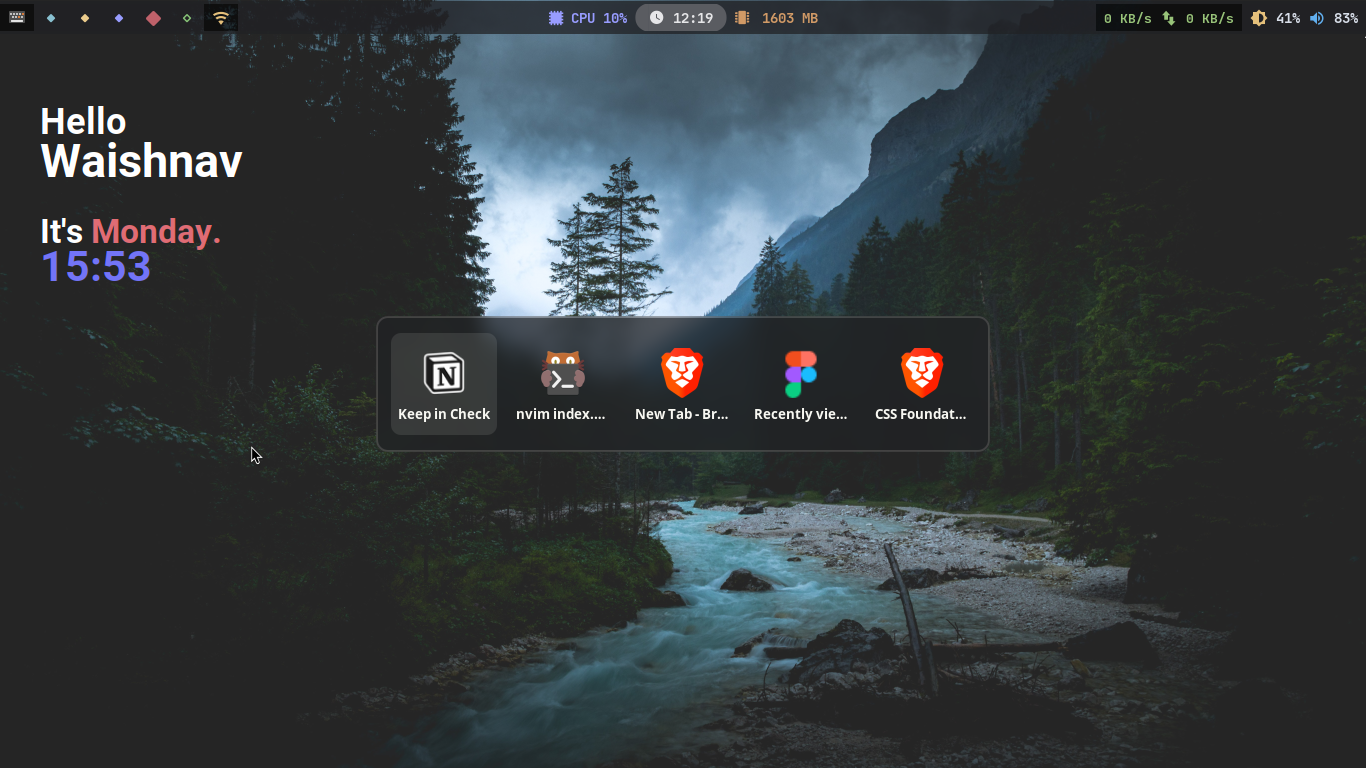 CPU 10%
12:19
1603 MB
0 KB/s
0 KB/s
41%
83%
Hello
Waishnav
It's Monday.
15:53
Keep in Check
nvim index....
New Tab - Br...
Recently vie...
CSS Foundat...